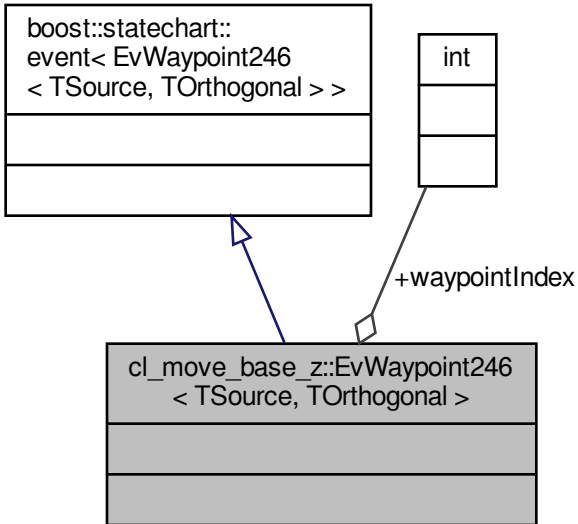 boost::statechart::
event< EvWaypoint246
< TSource, TOrthogonal > >
int
+waypointIndex
cl_move_base_z::EvWaypoint246
< TSource, TOrthogonal >